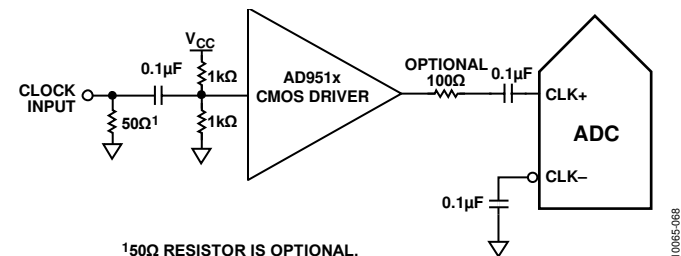 VCC
0.1µF
1kΩ
CLOCK
INPUT
50Ω¹
1kΩ
AD951x
CMOS DRIVER
OPTIONAL
100Ω
0.1µF
CLK+
ADC
CLK–
0.1µF
¹50Ω RESISTOR IS OPTIONAL.
10065-068